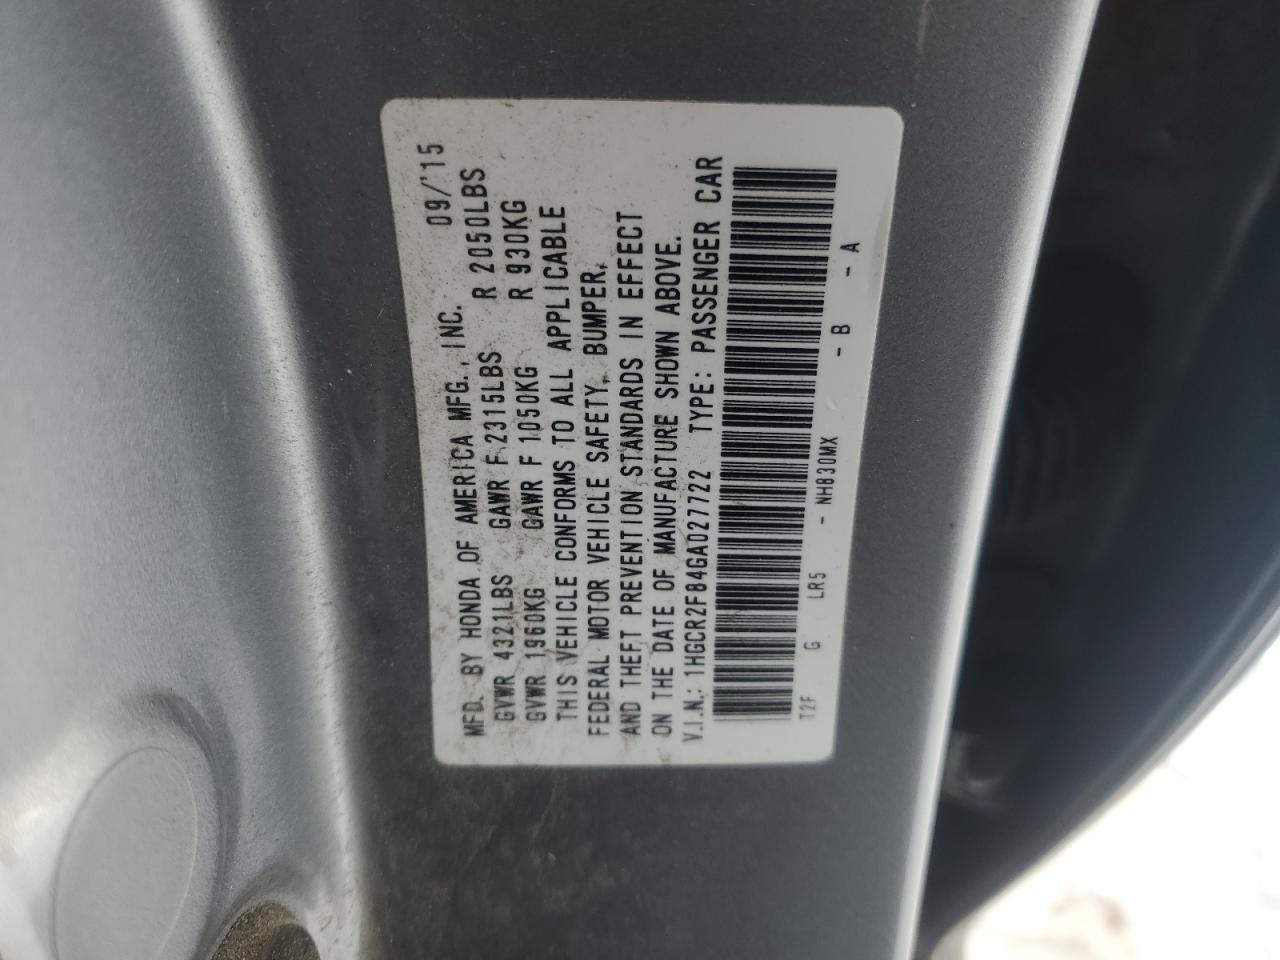 MFD. BY HONDA OF AMERICA MFG., INC. 09/'15
GVWR 4321LBS GAWR F 2315LBS R 2050LBS
GVWR 1960KG GAWR F 1050KG R 930KG
THIS VEHICLE CONFORMS TO ALL APPLICABLE
FEDERAL MOTOR VEHICLE SAFETY, BUMPER,
AND THEFT PREVENTION STANDARDS IN EFFECT
ON THE DATE OF MANUFACTURE SHOWN ABOVE.
V.I.N.: 1HGCR2F84GA027722 TYPE: PASSENGER CAR
T2F G LR5 - NH830MX - B - A